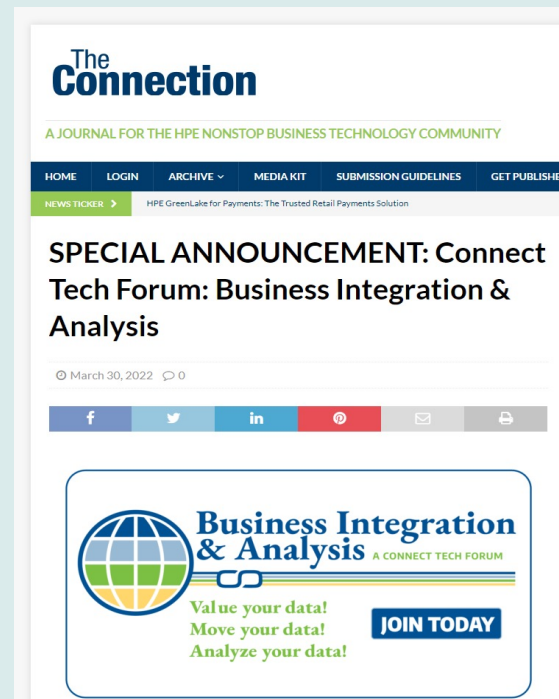 The
Connection
A JOURNAL FOR THE HPE NONSTOP BUSINESS TECHNOLOGY COMMUNITY
HOME LOGIN ARCHIVE MEDIA KIT SUBMISSION GUIDELINES GET PUBLISHE
NEWS TICKER HPE GreenLake for Payments: The Trusted Retail Payments Solution
SPECIAL ANNOUNCEMENT: Connect
Tech Forum: Business Integration &
Analysis
March 30, 2022 0
Business Integration
& Analysis A CONNECT TECH FORUM
Value your data!
Move your data!
Analyze your data!
JOIN TODAY